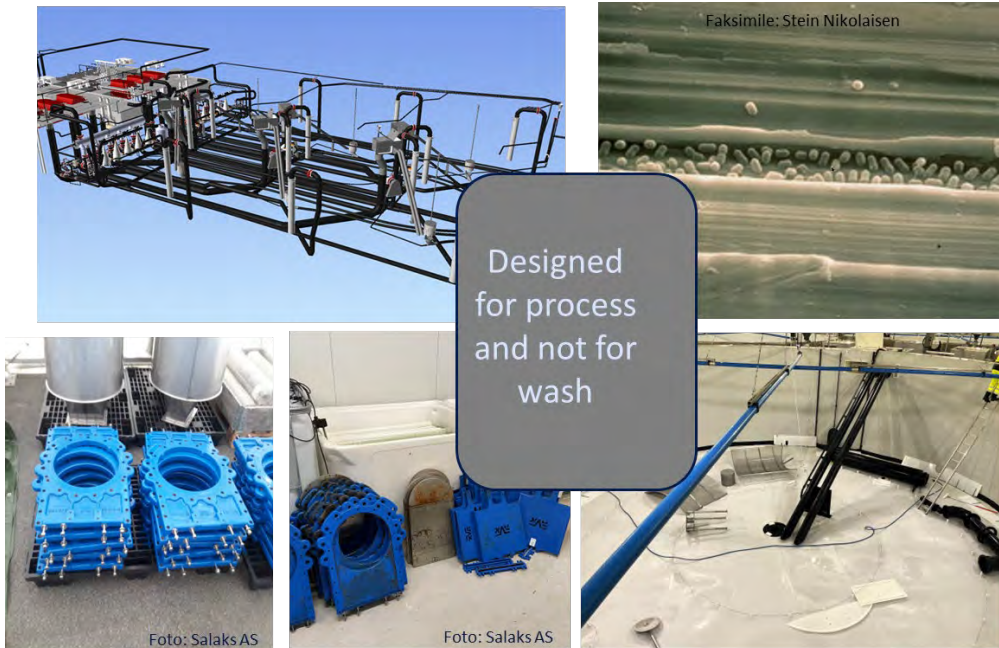 Faksimile: Stein Nikolaisen
Designed
for process
and not for
wash
Foto: Salaks AS
Foto: Salaks AS